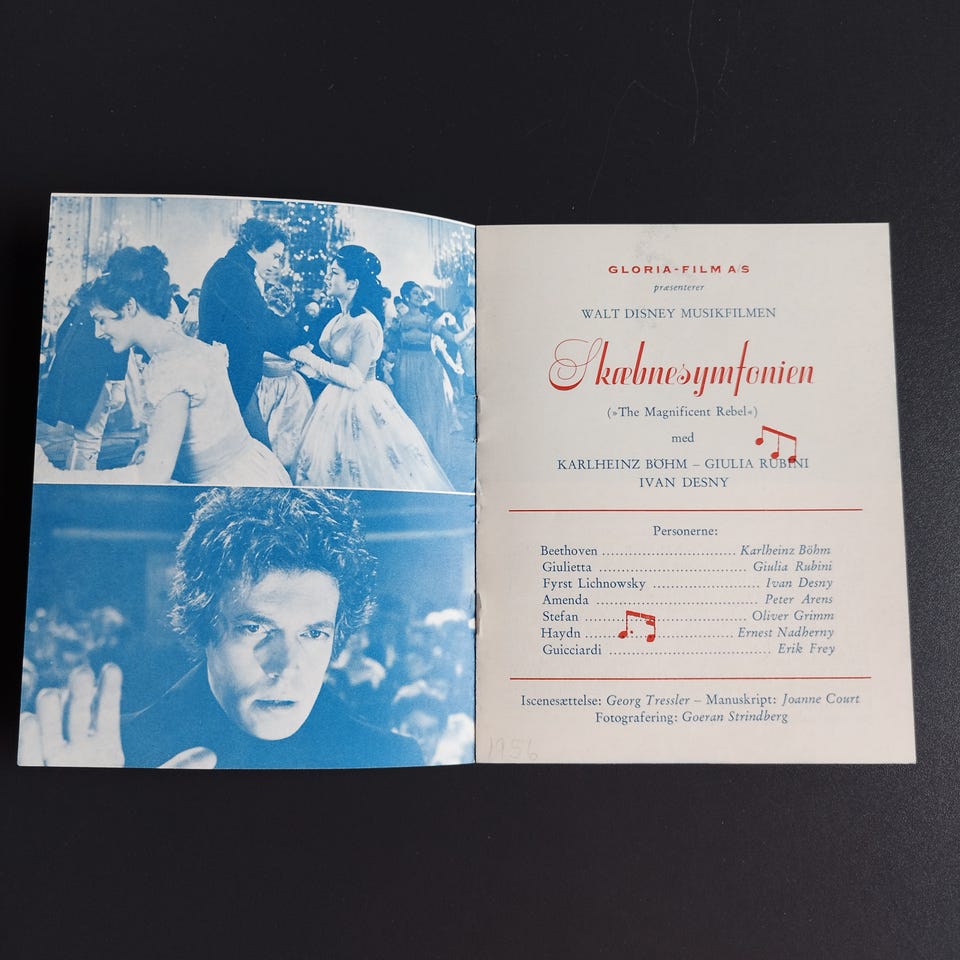 GLORIA-FILM A/S
præsenterer
WALT DISNEY MUSIKFILMEN
Skæbnesymfonien
(»The Magnificent Rebel«)
med
KARLHEINZ BÖHM – GIULIA RUBINI
IVAN DESNY
Personerne:
Beethoven ................................ Karlheinz Böhm
Giulietta ..................................... Giulia Rubini
Fyrst Lichnowsky .......................... Ivan Desny
Amenda ...................................... Peter Arens
Stefan ........................................ Oliver Grimm
Haydn .................................... Ernest Nadherny
Guicciardi ....................................... Erik Frey
Iscenesættelse: Georg Tressler – Manuskript: Joanne Court
Fotografering: Goeran Strindberg
1956